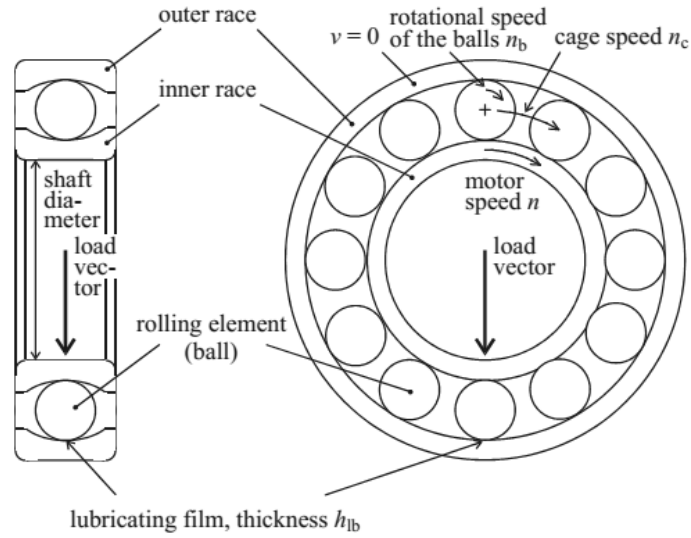 outer race
inner race
v = 0
rotational speed
of the balls n_b
cage speed n_c
shaft
dia-
meter
load
vec-
tor
motor
speed n
load
vector
rolling element
(ball)
lubricating film, thickness h_lb